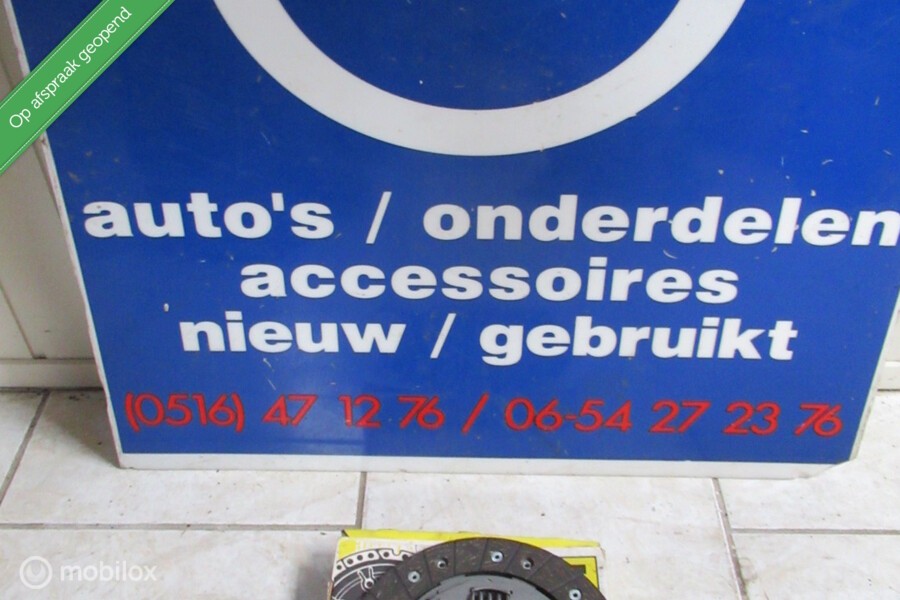 Op afspraak geopend
auto's / onderdelen
accessoires
nieuw / gebruikt
(0516) 47 12 76 / 06-54 27 23 76
mobilox